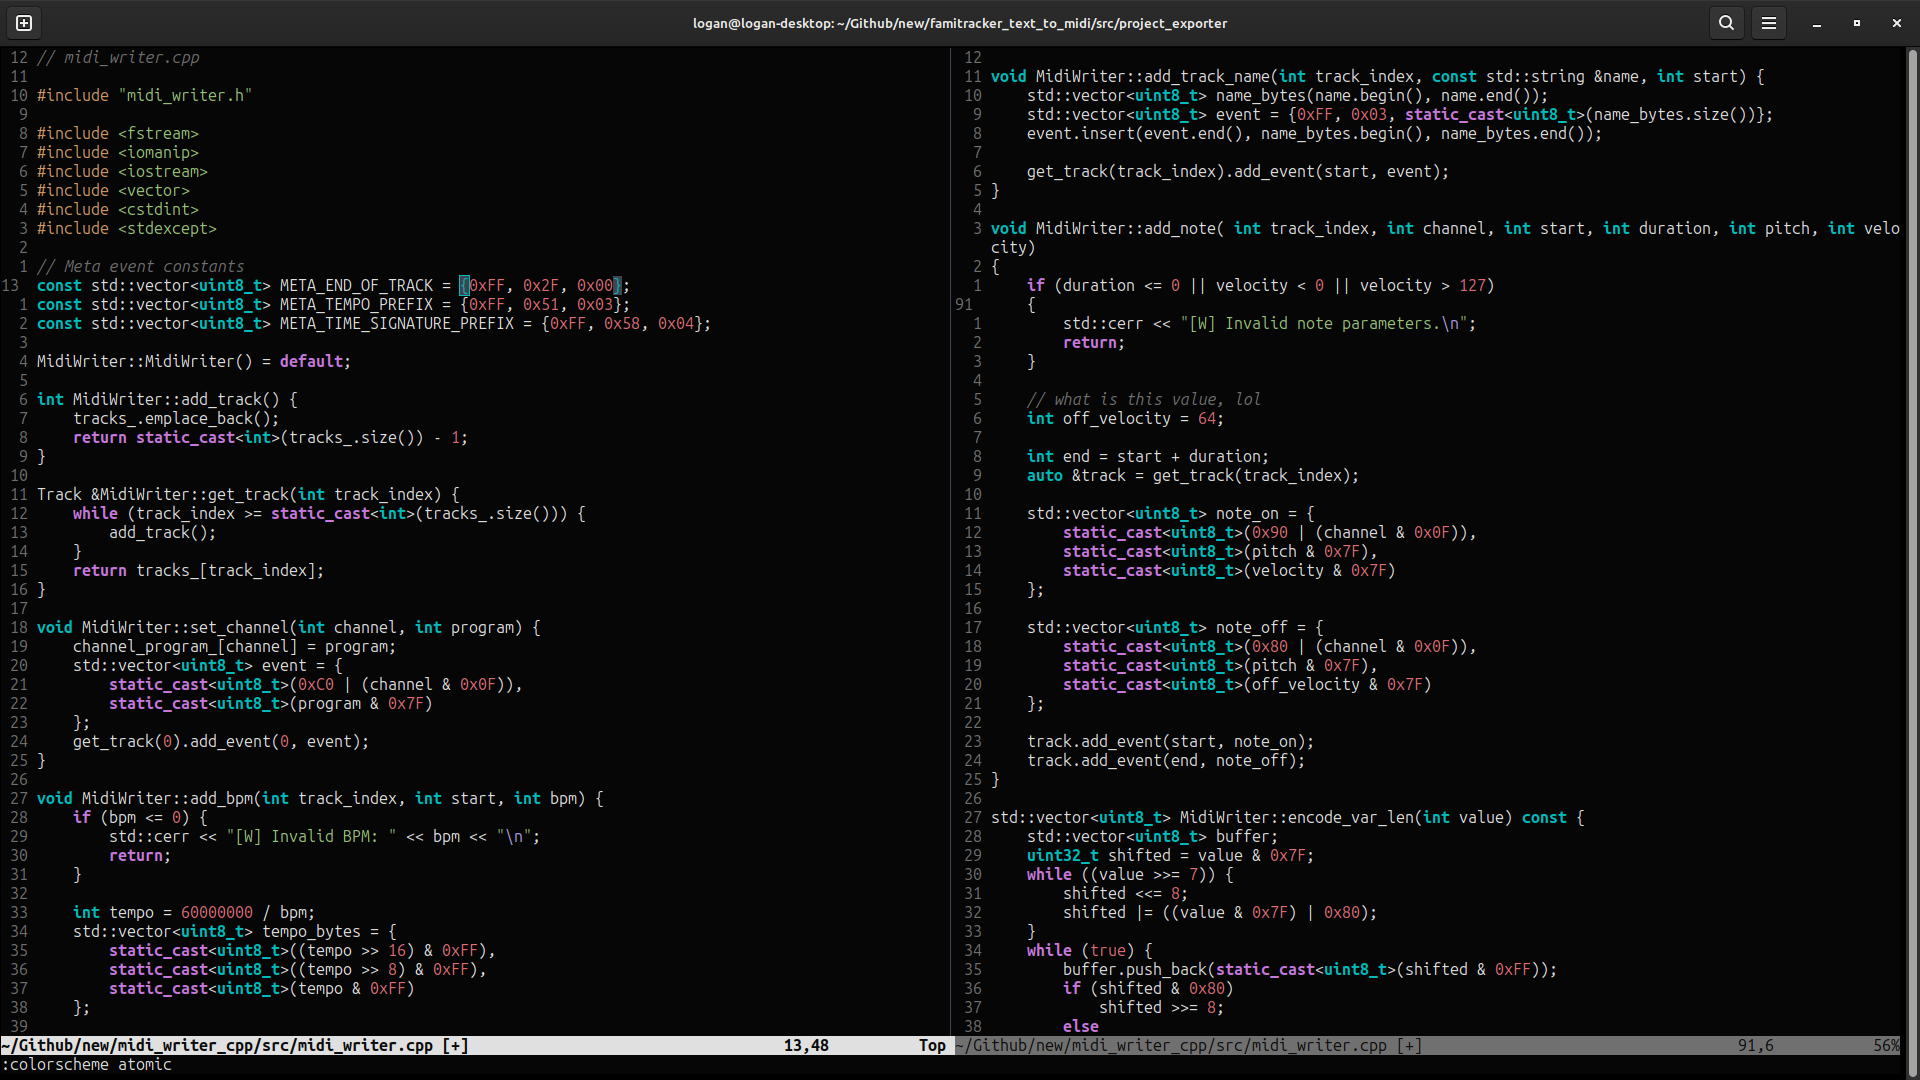 logan@logan-desktop: ~/Github/new/famitracker_text_to_midi/src/project_exporter
12 // midi_writer.cpp
11
10 #include "midi_writer.h"
9
8 #include <fstream>
7 #include <iomanip>
6 #include <iostream>
5 #include <vector>
4 #include <cstdint>
3 #include <stdexcept>
2
1 // Meta event constants
13 const std::vector<uint8_t> META_END_OF_TRACK = {0xFF, 0x2F, 0x00};
1 const std::vector<uint8_t> META_TEMPO_PREFIX = {0xFF, 0x51, 0x03};
2 const std::vector<uint8_t> META_TIME_SIGNATURE_PREFIX = {0xFF, 0x58, 0x04};
3
4 MidiWriter::MidiWriter() = default;
5
6 int MidiWriter::add_track() {
7     tracks_.emplace_back();
8     return static_cast<int>(tracks_.size()) - 1;
9 }
10
11 Track &MidiWriter::get_track(int track_index) {
12     while (track_index >= static_cast<int>(tracks_.size())) {
13         add_track();
14     }
15     return tracks_[track_index];
16 }
17
18 void MidiWriter::set_channel(int channel, int program) {
19     channel_program_[channel] = program;
20     std::vector<uint8_t> event = {
21         static_cast<uint8_t>(0xC0 | (channel & 0x0F)),
22         static_cast<uint8_t>(program & 0x7F)
23     };
24     get_track(0).add_event(0, event);
25 }
26
27 void MidiWriter::add_bpm(int track_index, int start, int bpm) {
28     if (bpm <= 0) {
29         std::cerr << "[W] Invalid BPM: " << bpm << "\n";
30         return;
31     }
32
33     int tempo = 60000000 / bpm;
34     std::vector<uint8_t> tempo_bytes = {
35         static_cast<uint8_t>((tempo >> 16) & 0xFF),
36         static_cast<uint8_t>((tempo >> 8) & 0xFF),
37         static_cast<uint8_t>(tempo & 0xFF)
38     };
39
~/Github/new/midi_writer_cpp/src/midi_writer.cpp [+] 13,48 Top
12
11 void MidiWriter::add_track_name(int track_index, const std::string &name, int start) {
10     std::vector<uint8_t> name_bytes(name.begin(), name.end());
9     std::vector<uint8_t> event = {0xFF, 0x03, static_cast<uint8_t>(name_bytes.size())};
8     event.insert(event.end(), name_bytes.begin(), name_bytes.end());
7
6     get_track(track_index).add_event(start, event);
5 }
4
3 void MidiWriter::add_note( int track_index, int channel, int start, int duration, int pitch, int velo
city)
2 {
1     if (duration <= 0 || velocity < 0 || velocity > 127)
91     {
1         std::cerr << "[W] Invalid note parameters.\n";
2         return;
3     }
4
5     // what is this value, lol
6     int off_velocity = 64;
7
8     int end = start + duration;
9     auto &track = get_track(track_index);
10
11     std::vector<uint8_t> note_on = {
12         static_cast<uint8_t>(0x90 | (channel & 0x0F)),
13         static_cast<uint8_t>(pitch & 0x7F),
14         static_cast<uint8_t>(velocity & 0x7F)
15     };
16
17     std::vector<uint8_t> note_off = {
18         static_cast<uint8_t>(0x80 | (channel & 0x0F)),
19         static_cast<uint8_t>(pitch & 0x7F),
20         static_cast<uint8_t>(off_velocity & 0x7F)
21     };
22
23     track.add_event(start, note_on);
24     track.add_event(end, note_off);
25 }
26
27 std::vector<uint8_t> MidiWriter::encode_var_len(int value) const {
28     std::vector<uint8_t> buffer;
29     uint32_t shifted = value & 0x7F;
30     while ((value >>= 7)) {
31         shifted <<= 8;
32         shifted |= ((value & 0x7F) | 0x80);
33     }
34     while (true) {
35         buffer.push_back(static_cast<uint8_t>(shifted & 0xFF));
36         if (shifted & 0x80)
37             shifted >>= 8;
38         else
~/Github/new/midi_writer_cpp/src/midi_writer.cpp [+] 91,6 56%
:colorscheme atomic